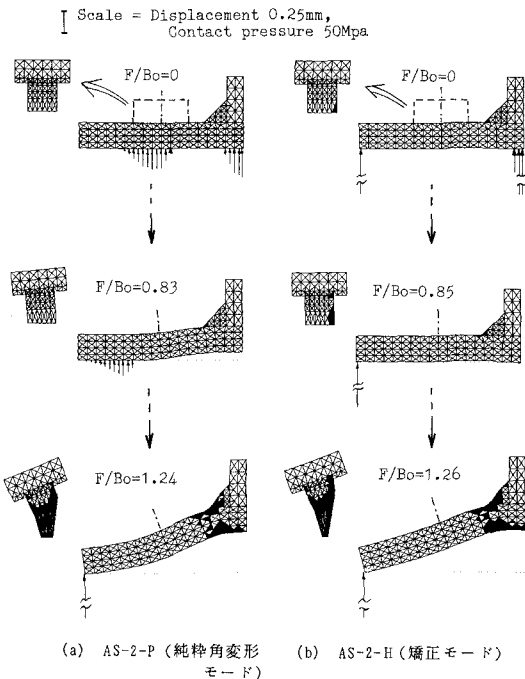 Scale = Displacement 0.25mm,
Contact pressure 50Mpa
F/Bo=0
F/Bo=0
F/Bo=0.83
F/Bo=0.85
F/Bo=1.24
F/Bo=1.26
(a) AS-2-P (純粋角変形
モード)
(b) AS-2-H (矯正モード)